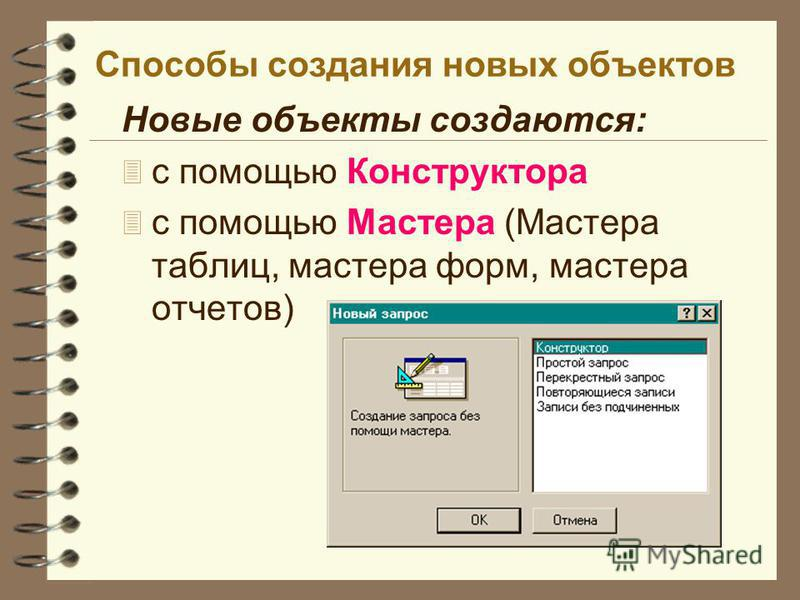 Способы создания новых объектов
Новые объекты создаются:
с помощью Конструктора
с помощью Мастера (Мастера
таблиц, мастера форм, мастера
отчетов)
Новый запрос
Создание запроса без
помощи мастера.
Конструктор
Простой запрос
Перекрестный запрос
Повторяющиеся записи
Записи без подчиненных
OK
Отмена
MyShared